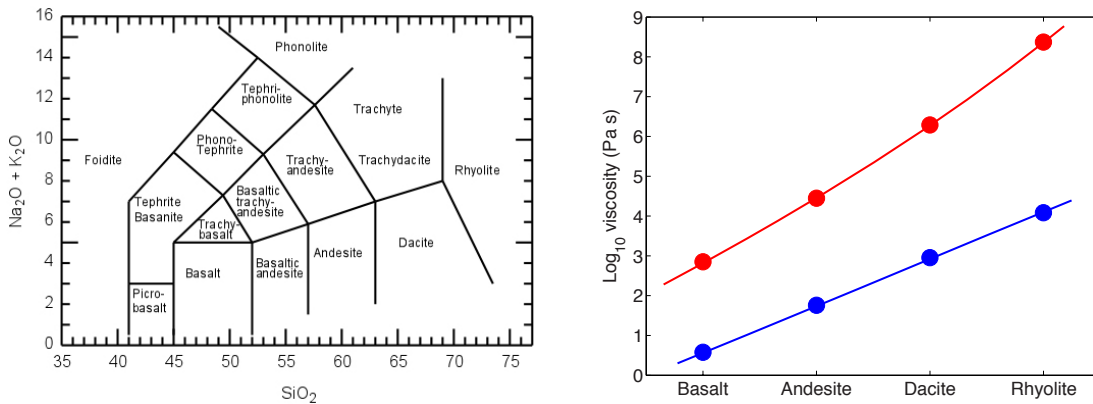 16
14
12
10
8
6
4
2
0
Na₂O + K₂O
Phonolite
Tephri-
phonolite
Trachyte
Phono-
Tephrite
Foidite
Trachy-
andesite
Trachydacite
Rhyolite
Tephrite
Basanite
Basaltic
trachy-
andesite
Trachy-
basalt
Basalt
Basaltic
andesite
Andesite
Dacite
Picro-
basalt
35 40 45 50 55 60 65 70 75
SiO₂
9
8
7
6
5
4
3
2
1
0
Log₁₀ viscosity (Pa s)
Basalt Andesite Dacite Rhyolite